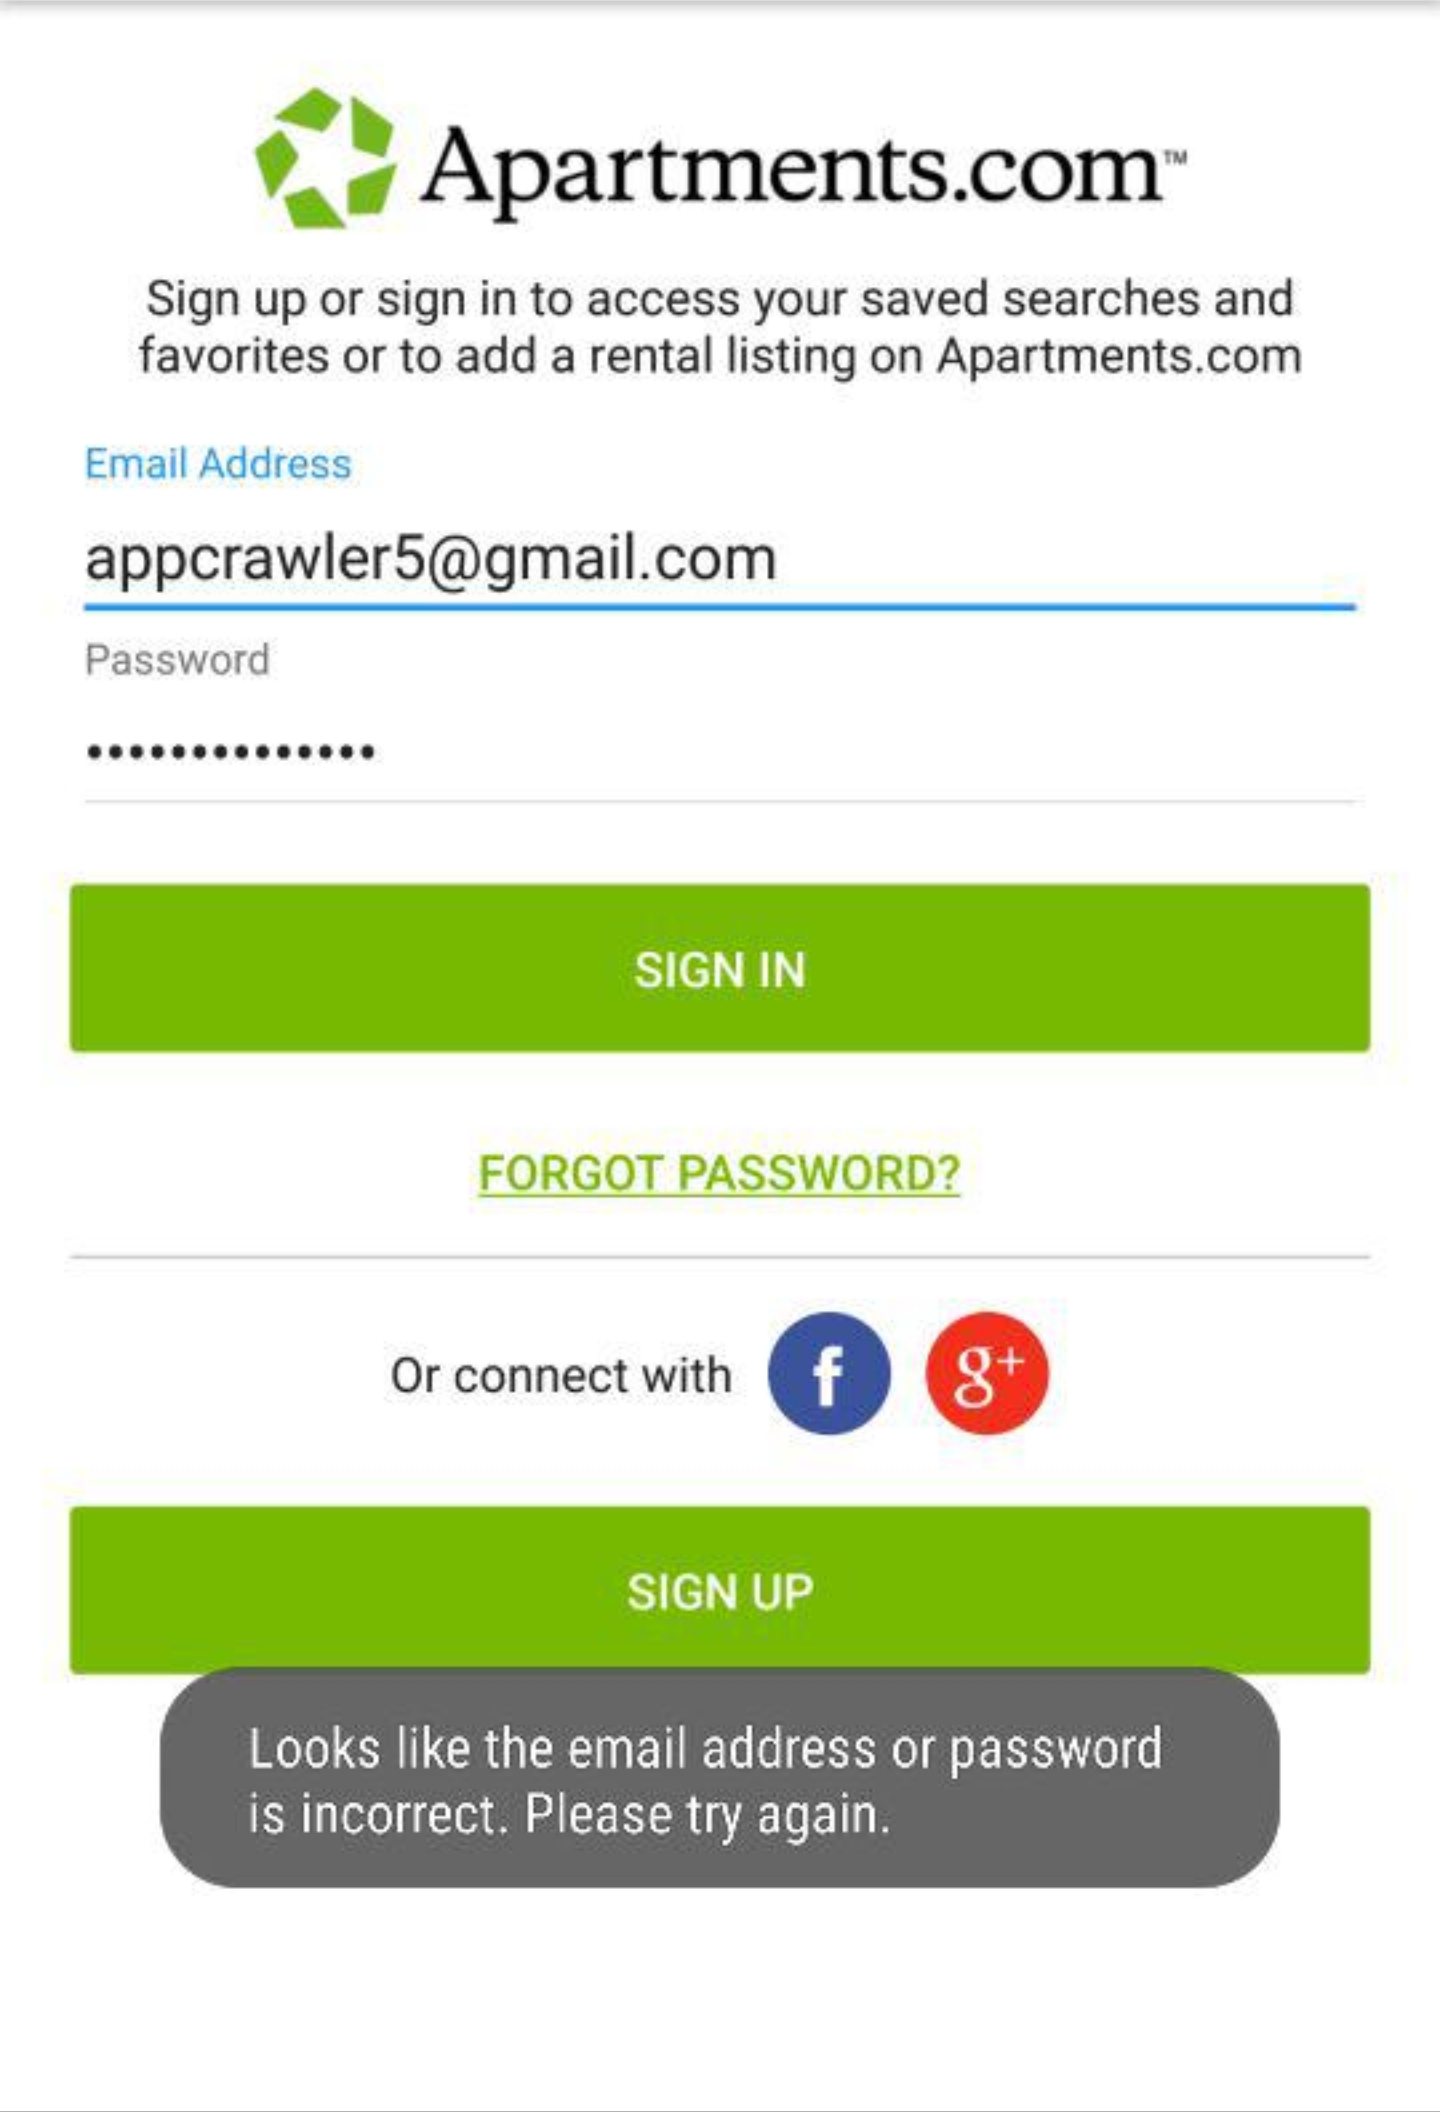 Apartments.com™
Sign up or sign in to access your saved searches and
favorites or to add a rental listing on Apartments.com
Email Address
appcrawler5@gmail.com
Password
••••••••••••••
SIGN IN
FORGOT PASSWORD?
Or connect with f g+
SIGN UP
Looks like the email address or password
is incorrect. Please try again.